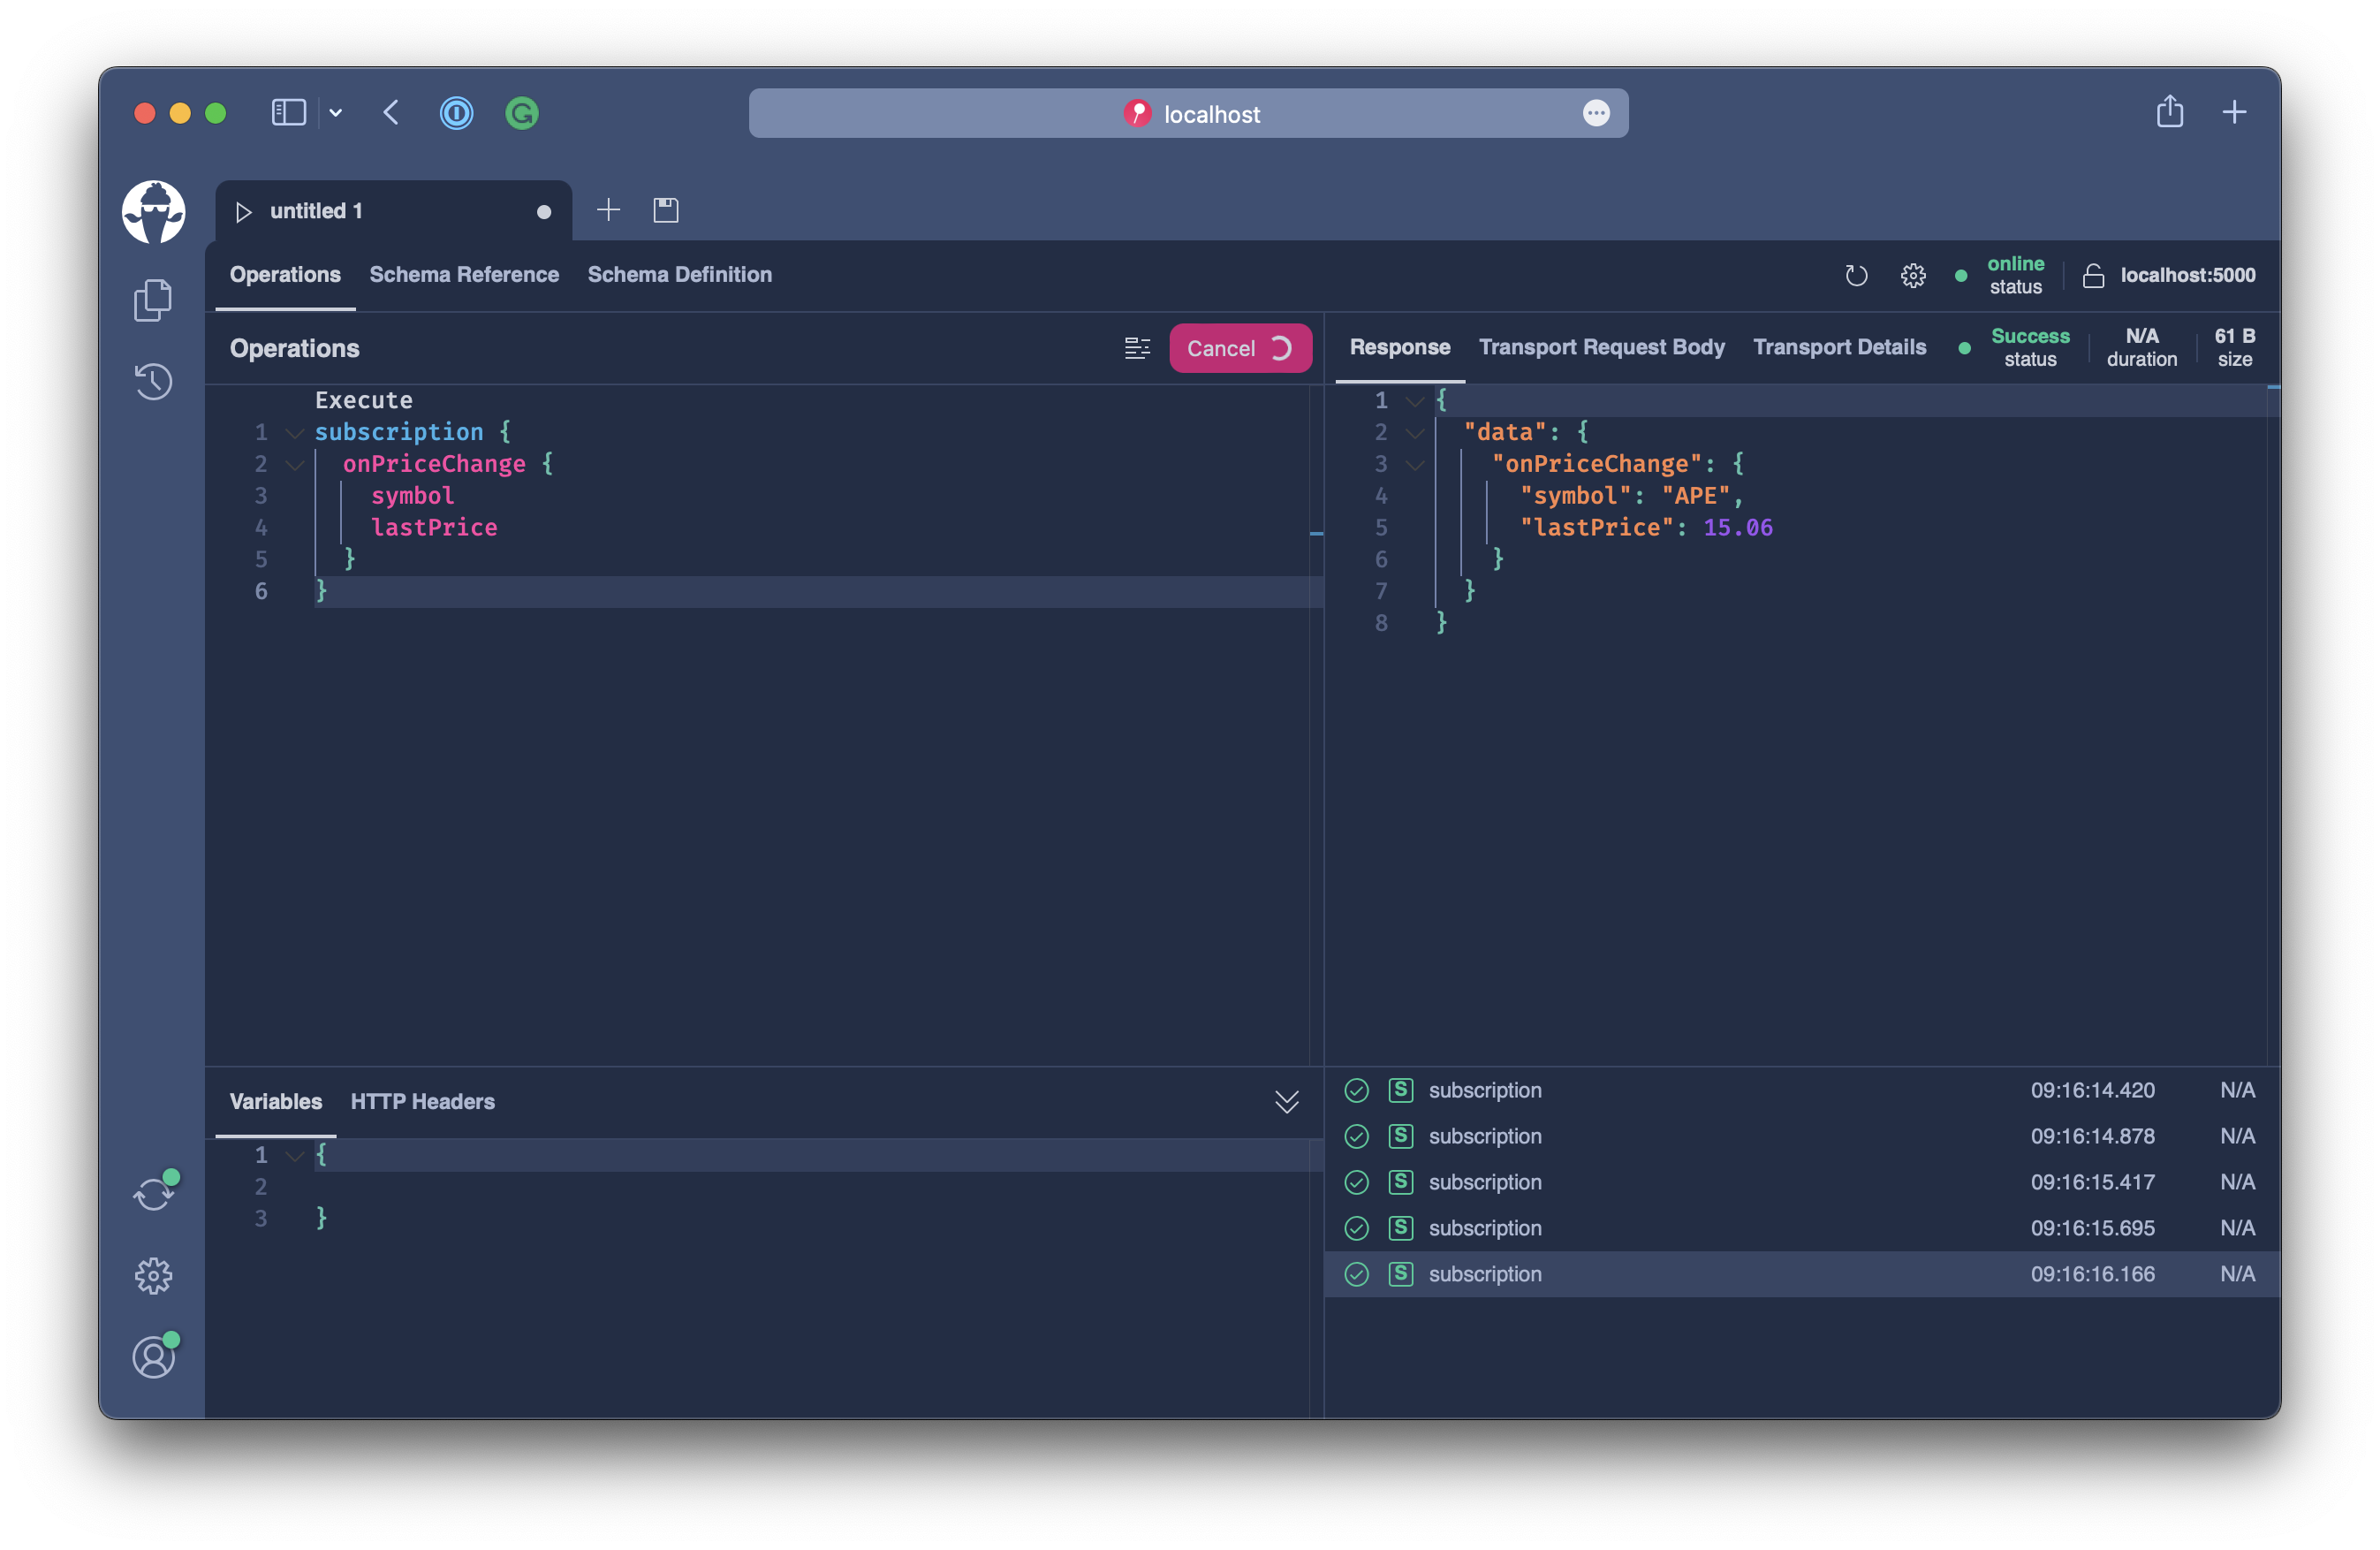 localhost
untitled 1
Operations Schema Reference Schema Definition
online
status
localhost:5000
Operations
Cancel
Execute
1 subscription {
2 onPriceChange {
3 symbol
4 lastPrice
5 }
6 }
Response Transport Request Body Transport Details
Success
status
N/A
duration
61 B
size
1 {
2 "data": {
3 "onPriceChange": {
4 "symbol": "APE",
5 "lastPrice": 15.06
6 }
7 }
8 }
Variables HTTP Headers
1 {
2
3 }
S subscription 09:16:14.420 N/A
S subscription 09:16:14.878 N/A
S subscription 09:16:15.417 N/A
S subscription 09:16:15.695 N/A
S subscription 09:16:16.166 N/A